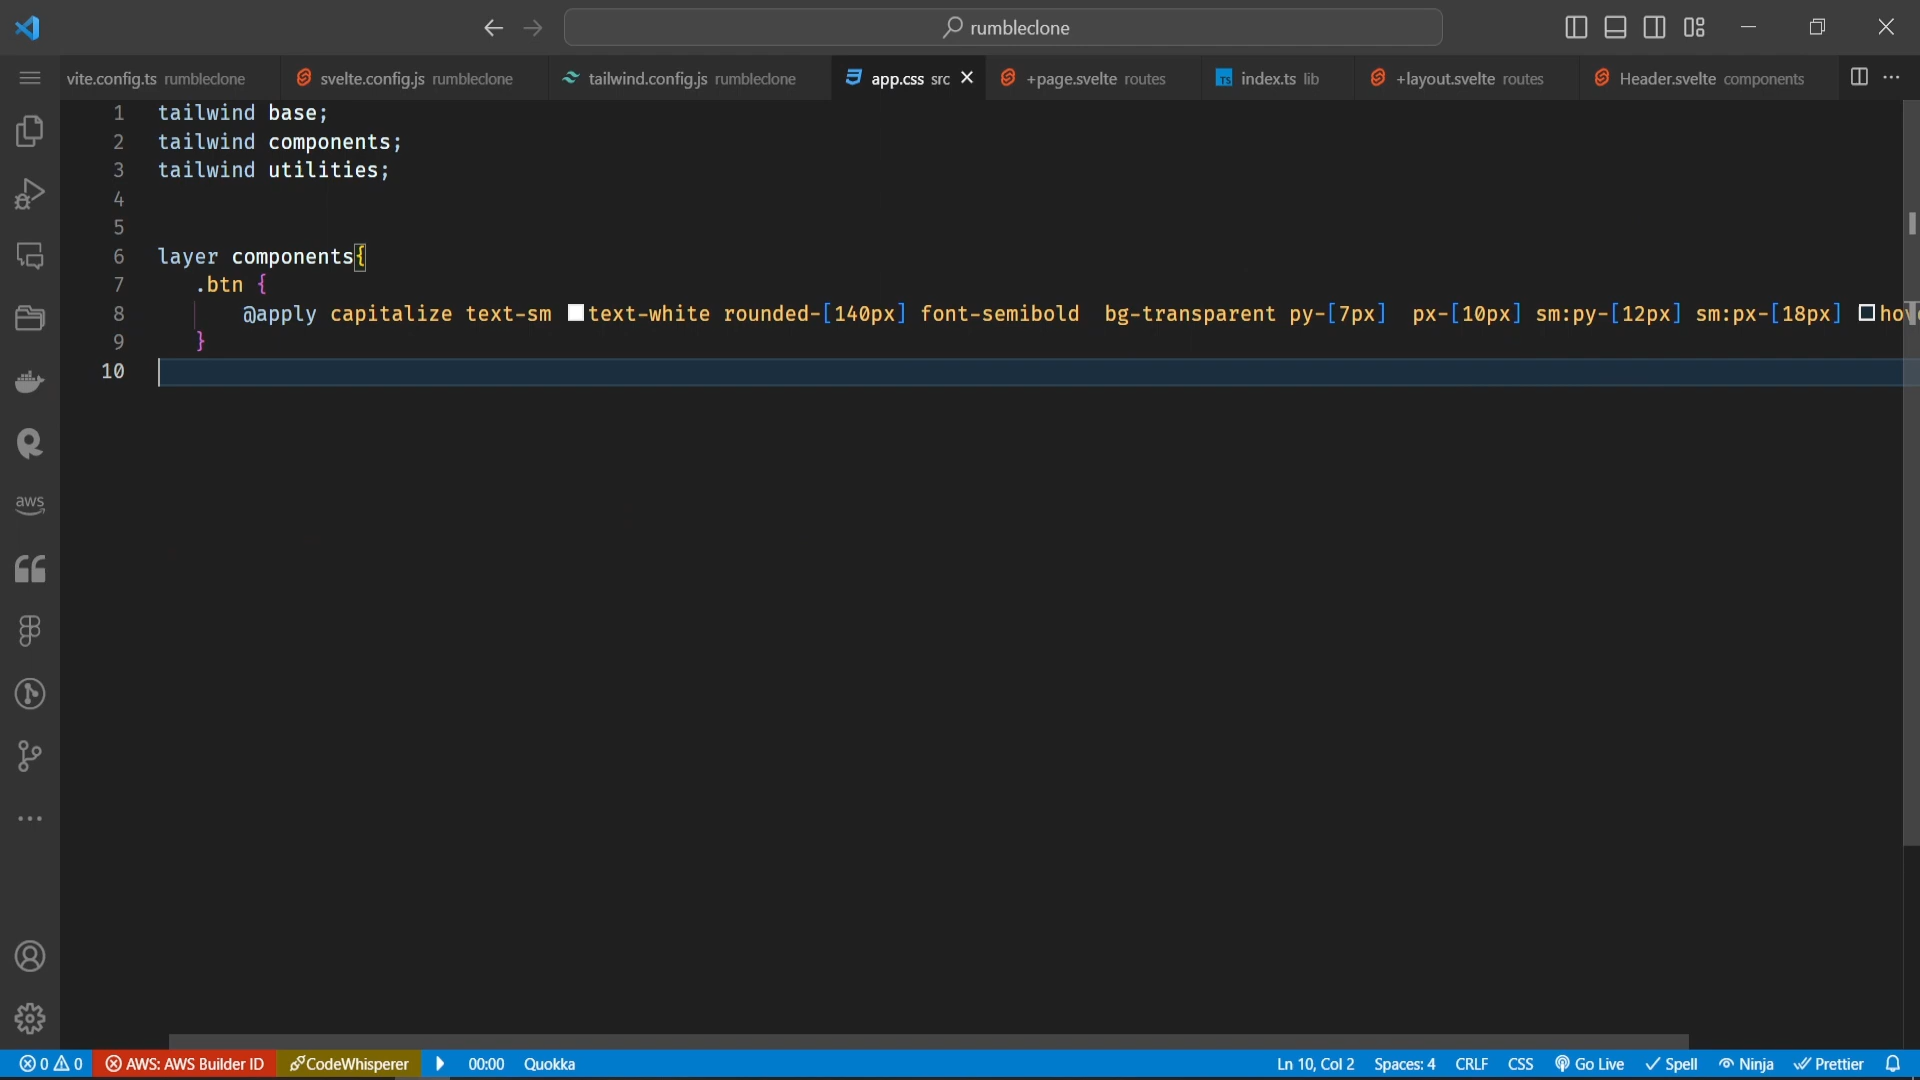 rumbleclone
vite.config.ts rumbleclone svelte.config.js rumbleclone tailwind.config.js rumbleclone app.css src +page.svelte routes TS index.ts lib +layout.svelte routes Header.svelte components
1 tailwind base;
2 tailwind components;
3 tailwind utilities;
4
5
6 layer components{
7 .btn {
8 @apply capitalize text-sm text-white rounded-[140px] font-semibold bg-transparent py-[7px] px-[10px] sm:py-[12px] sm:px-[18px]
9 }
10
aws
0 0 AWS: AWS Builder ID CodeWhisperer 00:00 Quokka Ln 10, Col 2 Spaces: 4 CRLF CSS Go Live Spell Ninja Prettier